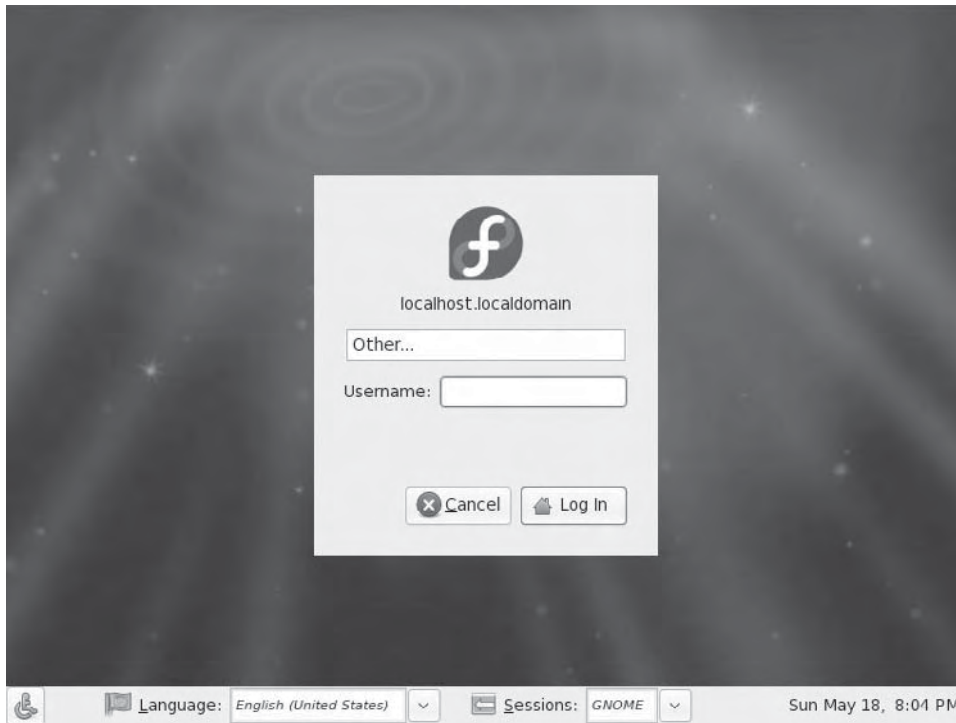 localhost.localdomain
Other...
Username:
Cancel
Log In
Language: English (United States) Sessions: GNOME Sun May 18, 8:04 PM